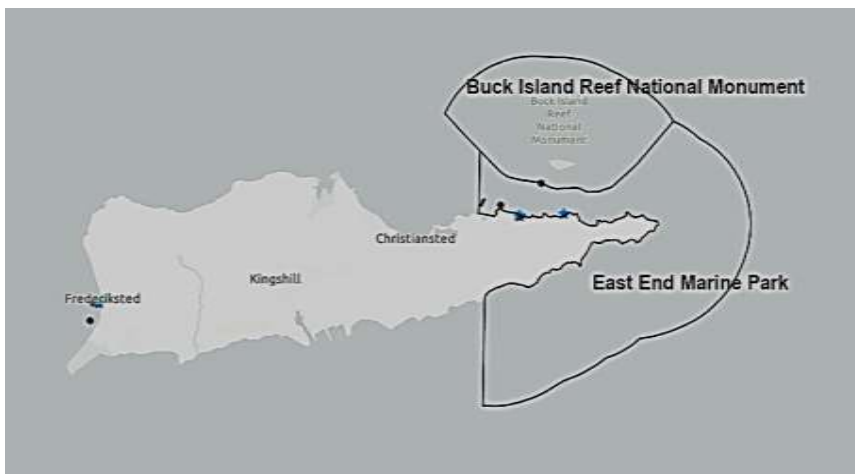 Buck Island Reef National Monument
Buck Island
Reef
National
Monument
Christiansted
Kingshill
Frederiksted
East End Marine Park